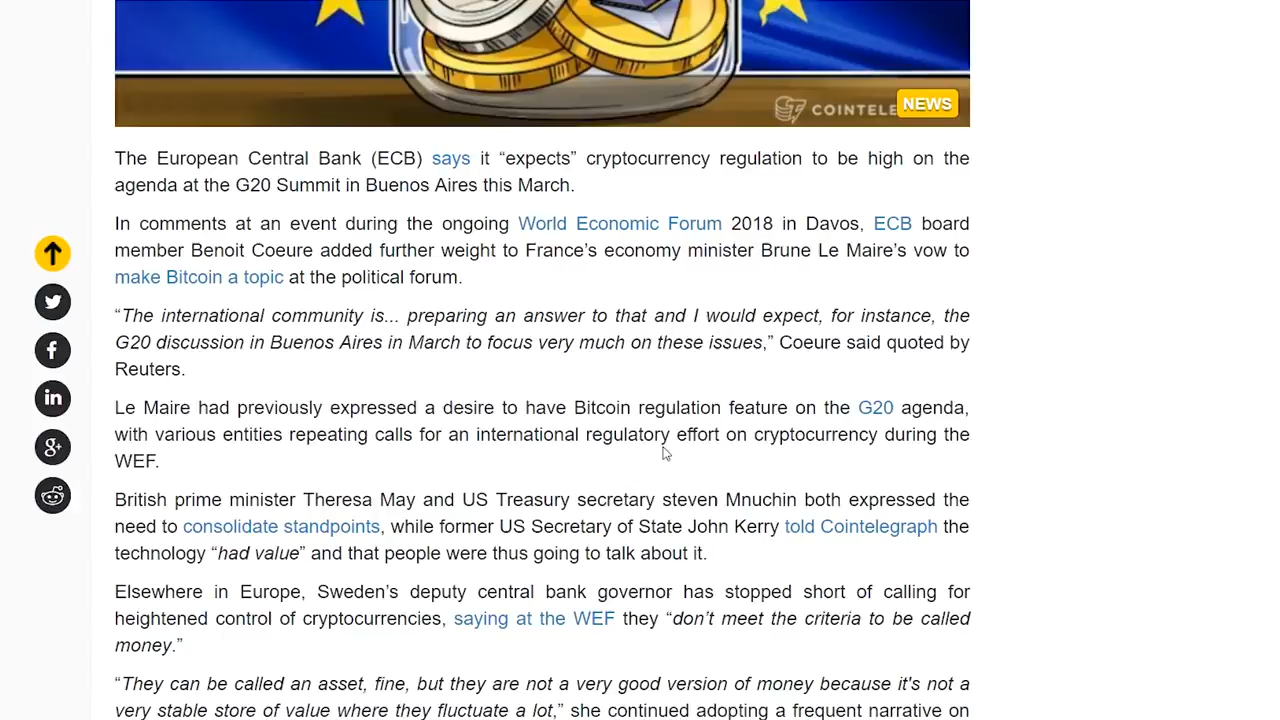 COINTELE
NEWS
The European Central Bank (ECB) says it “expects” cryptocurrency regulation to be high on the
agenda at the G20 Summit in Buenos Aires this March.
In comments at an event during the ongoing World Economic Forum 2018 in Davos, ECB board
member Benoit Coeure added further weight to France’s economy minister Brune Le Maire’s vow to
make Bitcoin a topic at the political forum.
“The international community is... preparing an answer to that and I would expect, for instance, the
G20 discussion in Buenos Aires in March to focus very much on these issues,” Coeure said quoted by
Reuters.
Le Maire had previously expressed a desire to have Bitcoin regulation feature on the G20 agenda,
with various entities repeating calls for an international regulatory effort on cryptocurrency during the
WEF.
British prime minister Theresa May and US Treasury secretary steven Mnuchin both expressed the
need to consolidate standpoints, while former US Secretary of State John Kerry told Cointelegraph the
technology “had value” and that people were thus going to talk about it.
Elsewhere in Europe, Sweden’s deputy central bank governor has stopped short of calling for
heightened control of cryptocurrencies, saying at the WEF they “don’t meet the criteria to be called
money.”
“They can be called an asset, fine, but they are not a very good version of money because it's not a
very stable store of value where they fluctuate a lot,” she continued adopting a frequent narrative on